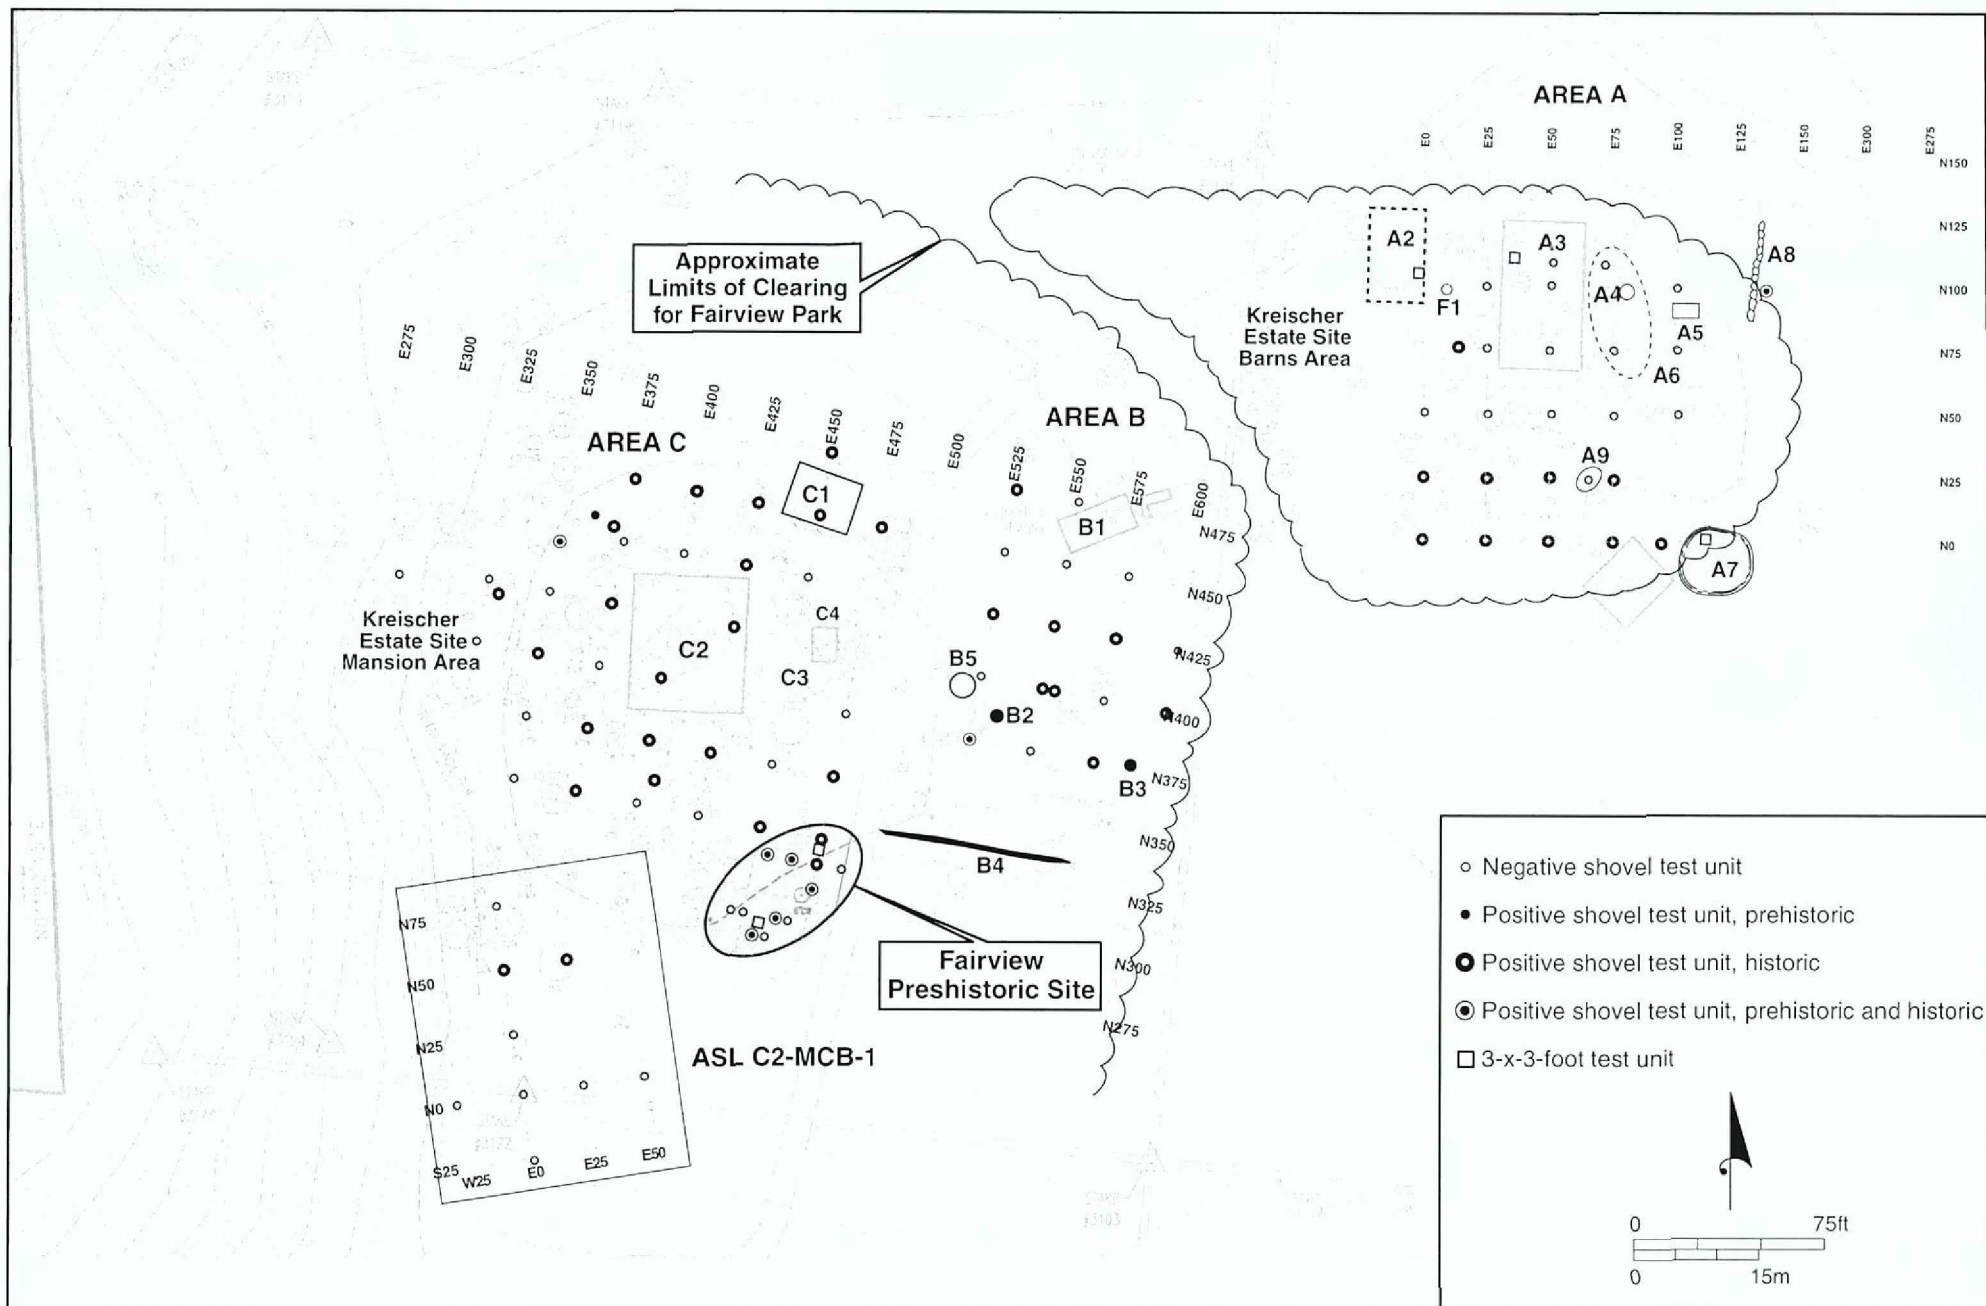 AREA A
E0
E25
E50
E75
E100
E125
E150
E300
E275
N150
N125
N100
N75
N50
N25
N0
A2
A3
A8
A4
F1
A5
A6
A9
A7
Kreischer
Estate Site
Barns Area
Approximate
Limits of Clearing
for Fairview Park
E275
E300
E325
E350
E375
E400
E425
E450
E475
E500
E525
E550
E575
E600
AREA C
AREA B
C1
B1
N475
N450
N425
N400
N375
N350
N325
N300
N275
C4
C2
C3
Kreischer
Estate Site
Mansion Area
B5
B2
B3
B4
Fairview
Preshistoric Site
ASL C2-MCB-1
N75
N50
N25
N0
S25
W25
E0
E25
E50
Negative shovel test unit
Positive shovel test unit, prehistoric
Positive shovel test unit, historic
Positive shovel test unit, prehistoric and historic
3-x-3-foot test unit
0 75ft
0 15m